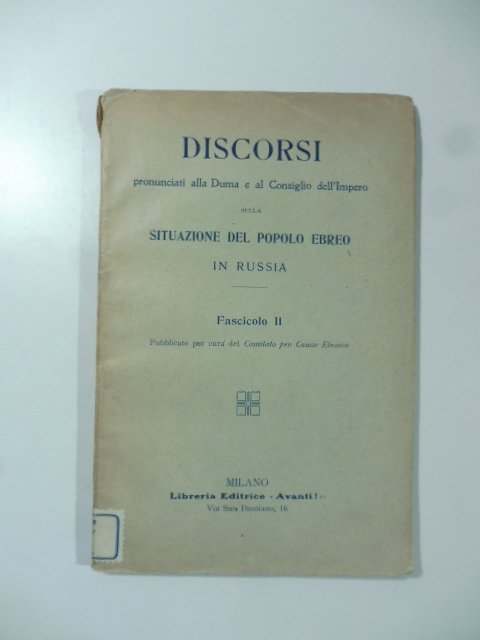 DISCORSI
pronunciati alla Duma e al Consiglio dell'Impero
SULLA
SITUAZIONE DEL POPOLO EBREO
IN RUSSIA
Fascicolo II
Pubblicato per cura del Comitato pro Causa Ebraica
MILANO
Libreria Editrice - Avanti! -
Via San Damiano, 16